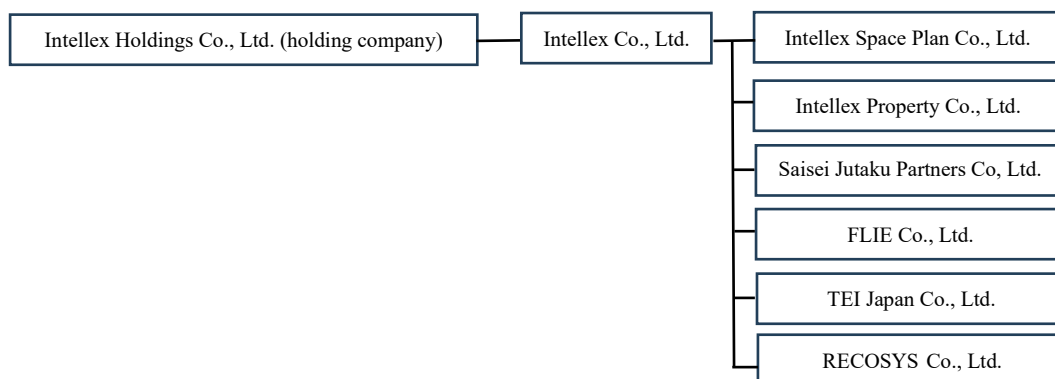 Intellex Holdings Co., Ltd. (holding company)
Intellex Co., Ltd.
Intellex Space Plan Co., Ltd.
Intellex Property Co., Ltd.
Saisei Jutaku Partners Co, Ltd.
FLIE Co., Ltd.
TEI Japan Co., Ltd.
RECOSYS Co., Ltd.